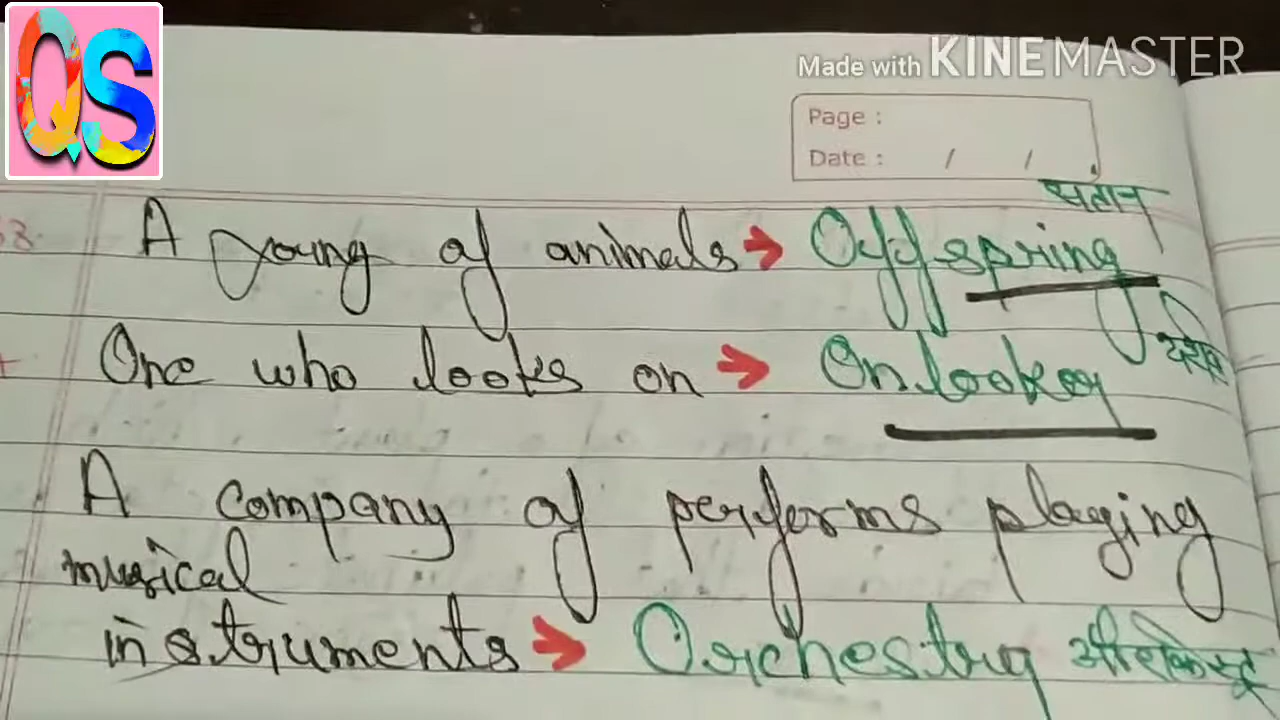 QS
Made with KINEMASTER
Page :
Date : / /
संतान
A young of animals → Offspring
One who looks on → Onlooker
A company of performs playing
musical
instruments → Orchestra